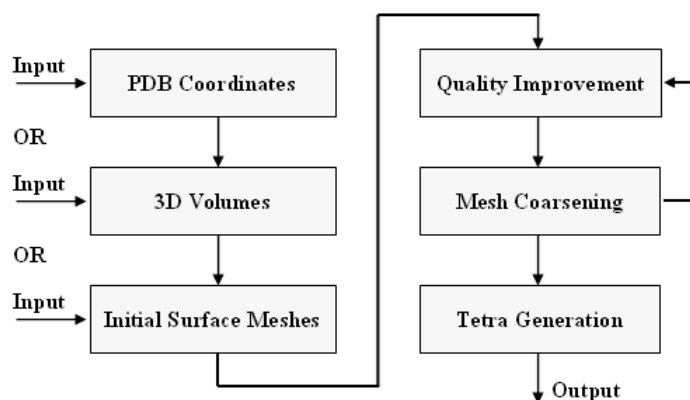 Input
PDB Coordinates
OR
Input
3D Volumes
OR
Input
Initial Surface Meshes
Quality Improvement
Mesh Coarsening
Tetra Generation
Output